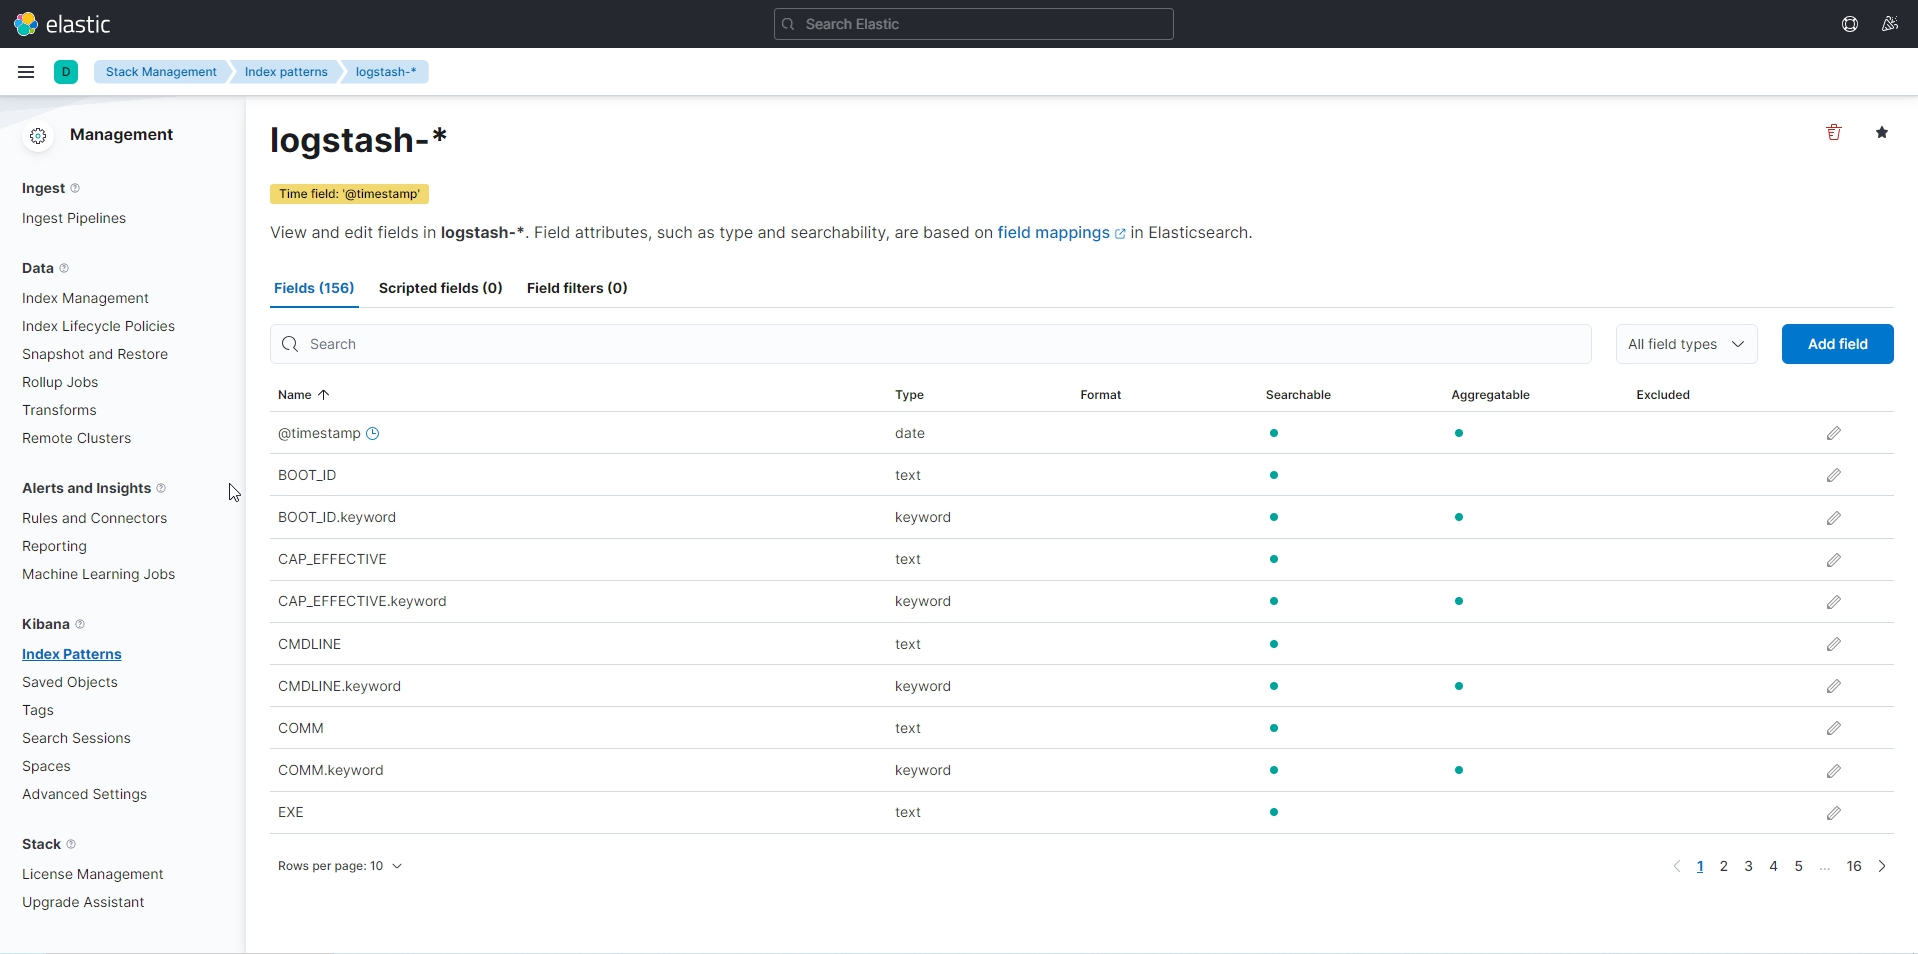 elastic
Search Elastic
D
Stack Management
Index patterns
logstash-*
Management
Ingest
Ingest Pipelines
Data
Index Management
Index Lifecycle Policies
Snapshot and Restore
Rollup Jobs
Transforms
Remote Clusters
Alerts and Insights
Rules and Connectors
Reporting
Machine Learning Jobs
Kibana
Index Patterns
Saved Objects
Tags
Search Sessions
Spaces
Advanced Settings
Stack
License Management
Upgrade Assistant
logstash-*
Time field: '@timestamp'
View and edit fields in logstash-*. Field attributes, such as type and searchability, are based on field mappings in Elasticsearch.
Fields (156) Scripted fields (0) Field filters (0)
Search
All field types
Add field
Name Type Format Searchable Aggregatable Excluded
@timestamp date
BOOT_ID text
BOOT_ID.keyword keyword
CAP_EFFECTIVE text
CAP_EFFECTIVE.keyword keyword
CMDLINE text
CMDLINE.keyword keyword
COMM text
COMM.keyword keyword
EXE text
Rows per page: 10
1 2 3 4 5 ... 16